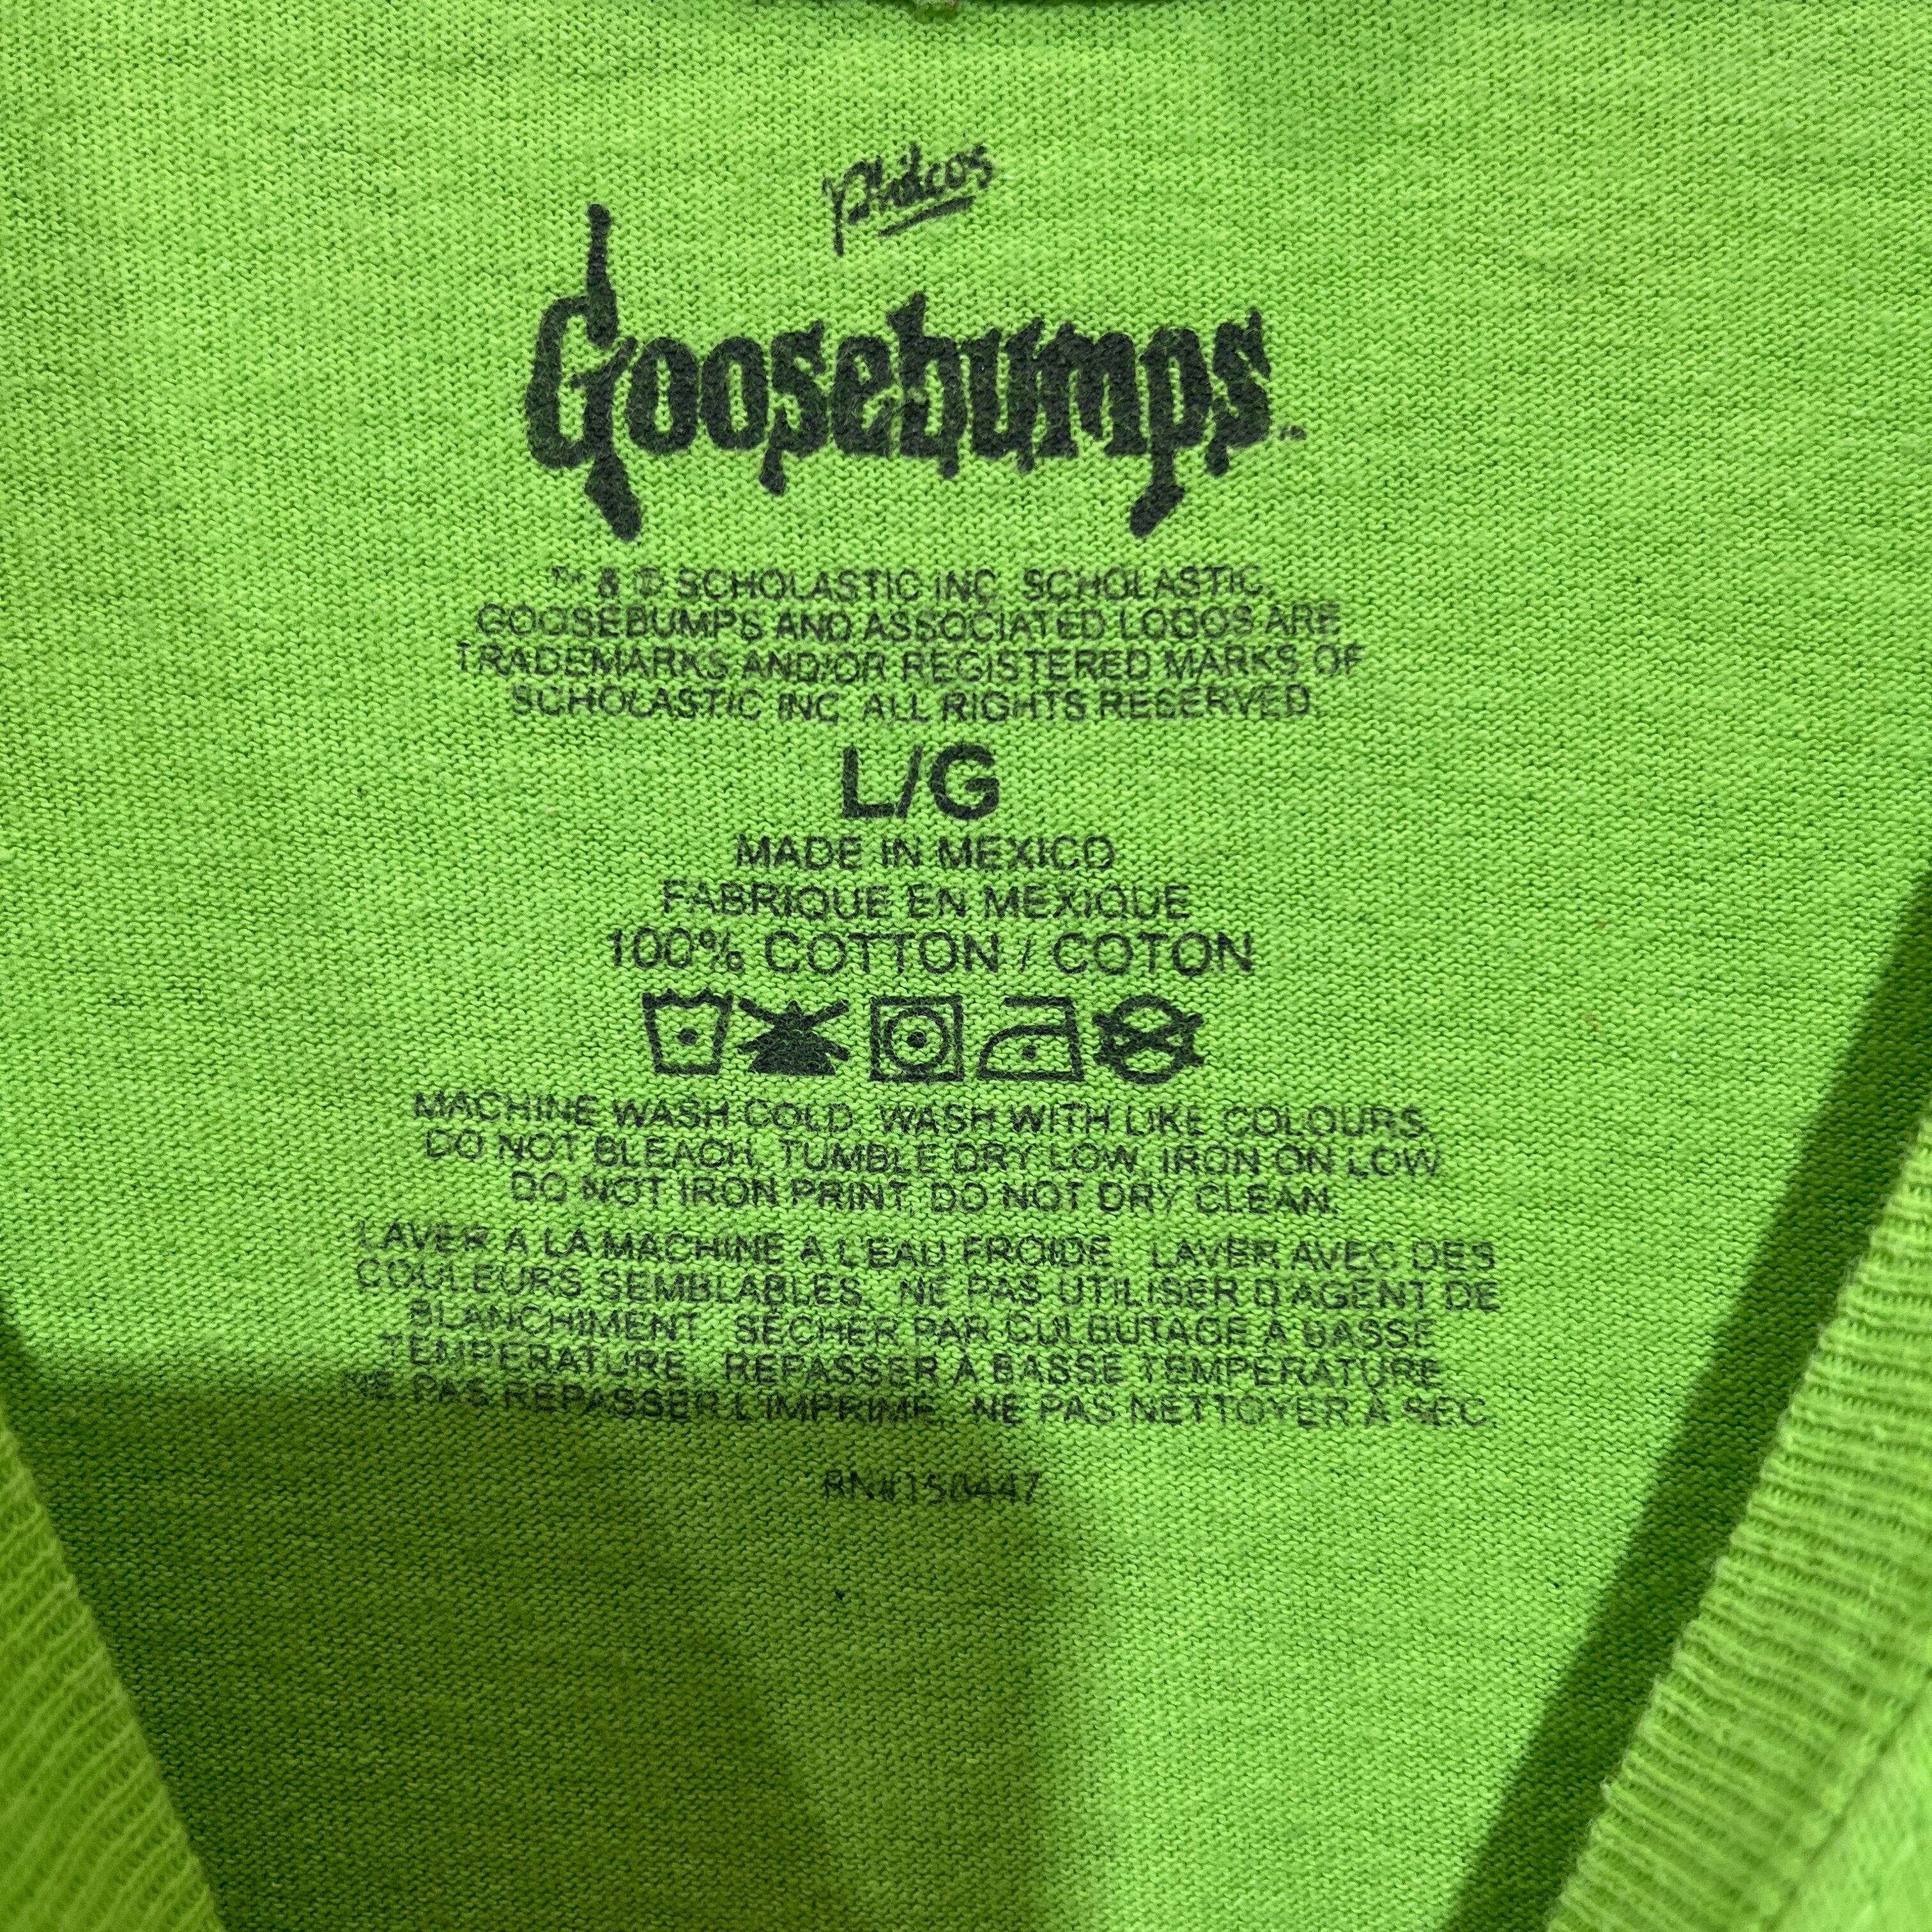 Philcos
Goosebumps™
™ & © SCHOLASTIC INC. SCHOLASTIC,
GOOSEBUMPS AND ASSOCIATED LOGOS ARE
TRADEMARKS AND/OR REGISTERED MARKS OF
SCHOLASTIC INC. ALL RIGHTS RESERVED.
L/G
MADE IN MEXICO
FABRIQUE EN MEXIQUE
100% COTTON / COTON
MACHINE WASH COLD. WASH WITH LIKE COLOURS.
DO NOT BLEACH, TUMBLE DRY LOW, IRON ON LOW.
DO NOT IRON PRINT, DO NOT DRY CLEAN.
LAVER A LA MACHINE A L'EAU FROIDE. LAVER AVEC DES
COULEURS SEMBLABLES. NE PAS UTILISER D'AGENT DE
BLANCHIMENT. SÉCHER PAR CULBUTAGE À BASSE
TEMPERATURE. REPASSER À BASSE TEMPÉRATURE.
NE PAS REPASSER L'IMPRIME. NE PAS NETTOYER À SEC.
RN#150447